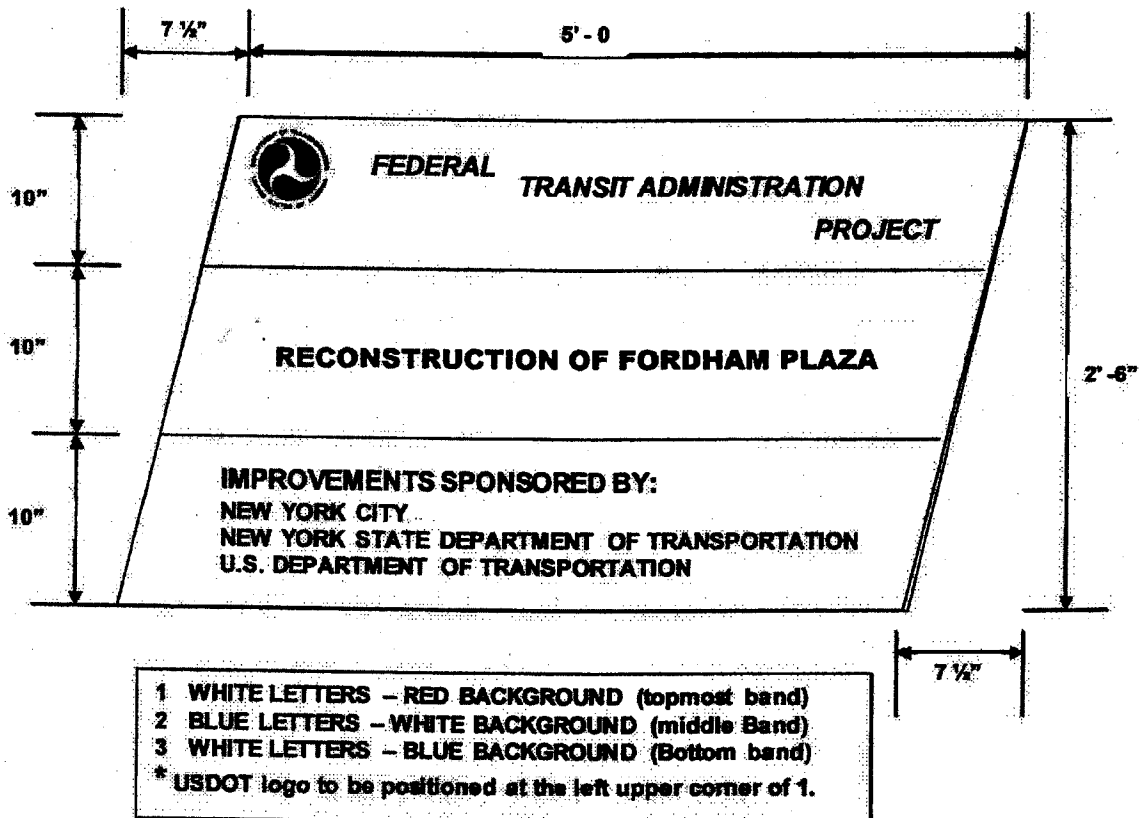 7 ½"
5' - 0
10"
FEDERAL
TRANSIT ADMINISTRATION
PROJECT
10"
RECONSTRUCTION OF FORDHAM PLAZA
2' -6"
10"
IMPROVEMENTS SPONSORED BY:
NEW YORK CITY
NEW YORK STATE DEPARTMENT OF TRANSPORTATION
U.S. DEPARTMENT OF TRANSPORTATION
7 ½"
1 WHITE LETTERS – RED BACKGROUND (topmost band)
2 BLUE LETTERS – WHITE BACKGROUND (middle Band)
3 WHITE LETTERS – BLUE BACKGROUND (Bottom band)
* USDOT logo to be positioned at the left upper corner of 1.